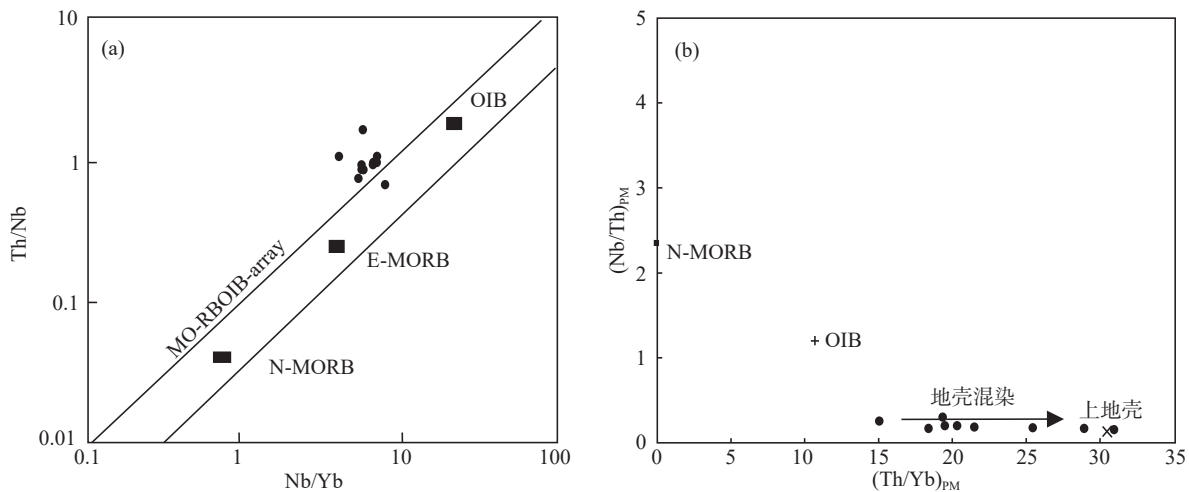 (a)
10
1
0.1
0.01
Th/Nb
0.1
1
10
100
Nb/Yb
OIB
E-MORB
N-MORB
MO-RBOIB-array
(b)
5
4
3
2
1
0
(Nb/Th)PM
N-MORB
OIB
地壳混染
上地壳
0
5
10
15
20
25
30
35
(Th/Yb)PM